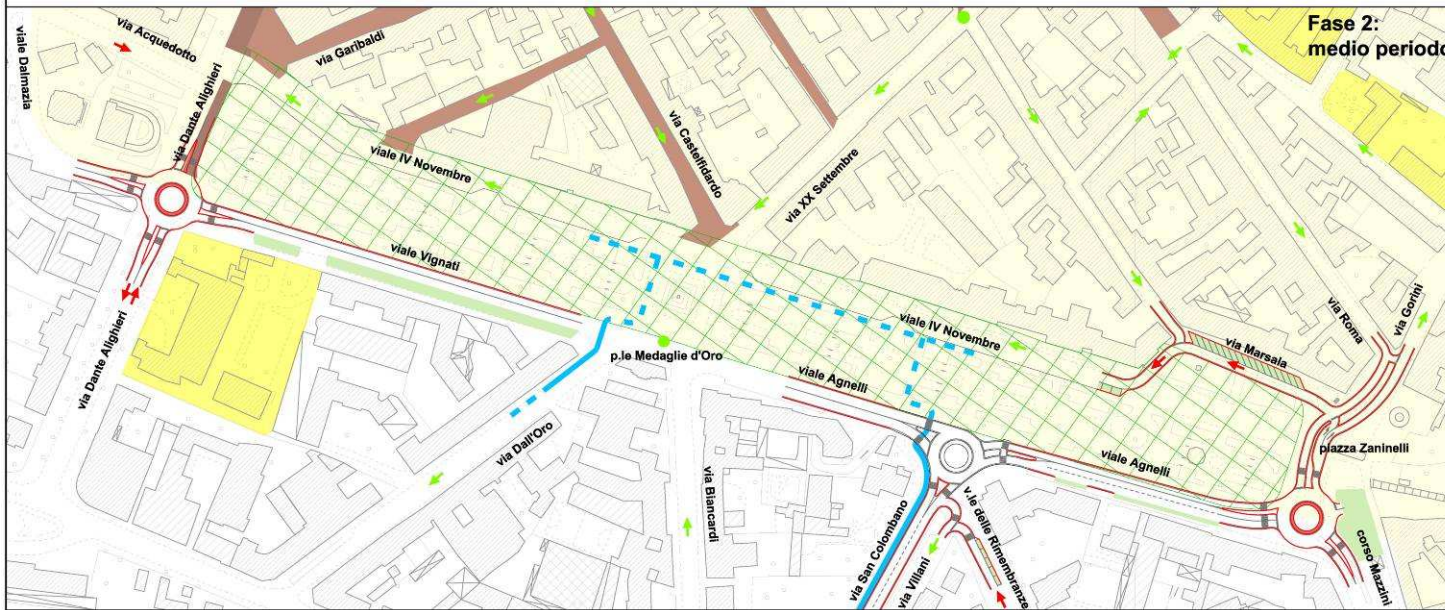 Fase 2:
medio periodo
viale Dalmazia
via Acquedotto
via Garibaldi
via Dante Alighieri
viale IV Novembre
via Castelfidardo
via XX Settembre
viale Vignati
via Dante Alighieri
p.le Medaglie d'Oro
viale IV Novembre
via Marsala
via Roma
via Gorini
viale Agnelli
via Dall'Oro
via Biancardi
viale Agnelli
piazza Zaninelli
via San Colombano
via Villani
v.le delle Rimembranze
corso Mazzini